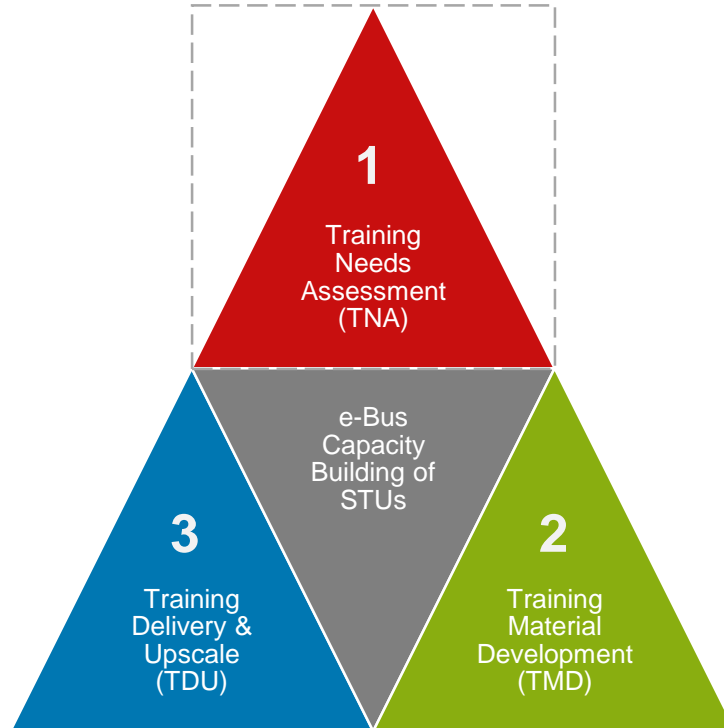 1
Training
Needs
Assessment
(TNA)
e-Bus
Capacity
Building of
STUs
3
Training
Delivery &
Upscale
(TDU)
2
Training
Material
Development
(TMD)